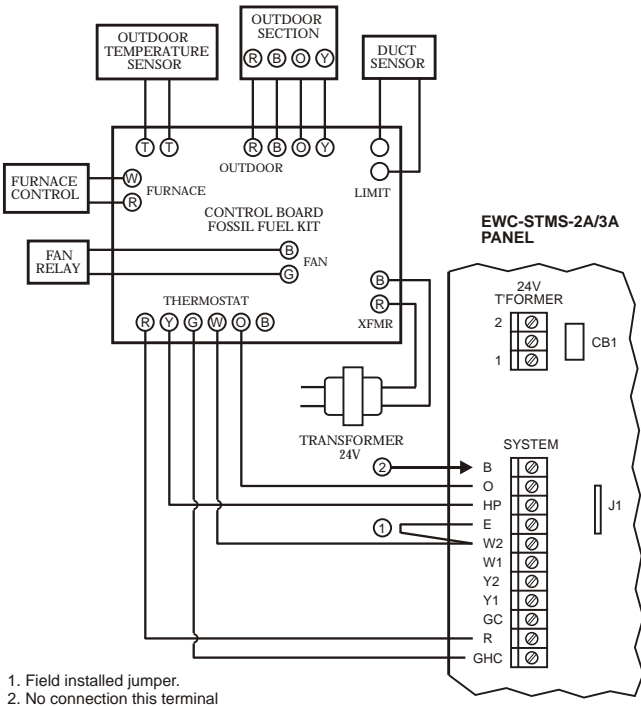 OUTDOOR
TEMPERATURE
SENSOR
OUTDOOR
SECTION
R B O Y
DUCT
SENSOR
T T
R B O Y
OUTDOOR
LIMIT
FURNACE
CONTROL
W
R
FURNACE
CONTROL BOARD
FOSSIL FUEL KIT
FAN
RELAY
B
G
FAN
B
R
XFMR
THERMOSTAT
R Y G W O B
TRANSFORMER
24V
EWC-STMS-2A/3A
PANEL
24V
T'FORMER
2
1
CB1
SYSTEM
2
B
O
HP
1
E
W2
W1
Y2
Y1
GC
R
GHC
J1
1. Field installed jumper.
2. No connection this terminal